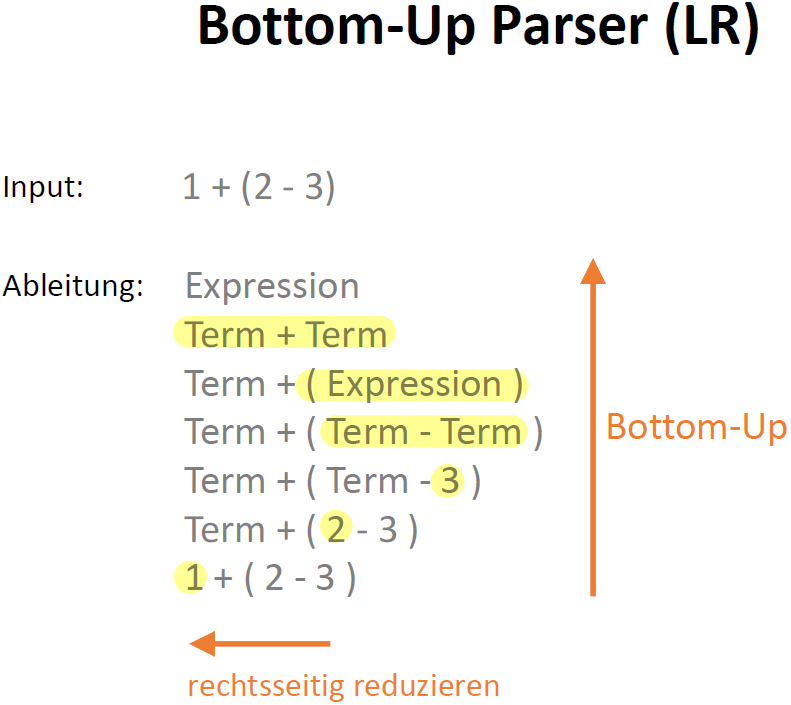 Bottom-Up Parser (LR)
Input: 1 + (2 - 3)
Ableitung: Expression
Term + Term
Term + ( Expression )
Term + ( Term - Term )
Bottom-Up
Term + ( Term - 3 )
Term + ( 2 - 3 )
1 + ( 2 - 3 )
rechtsseitig reduzieren